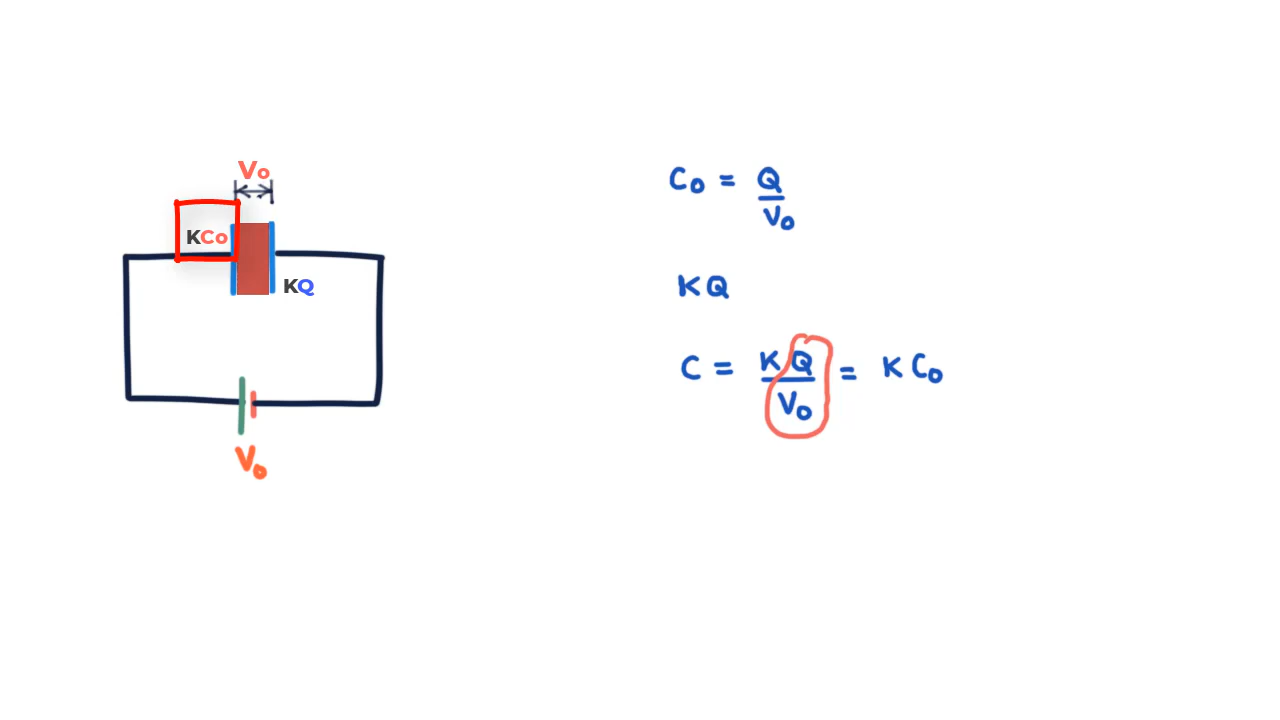 V₀
KC₀
KQ
V₀
C₀ = Q/V₀
KQ
C = KQ/V₀ = KC₀